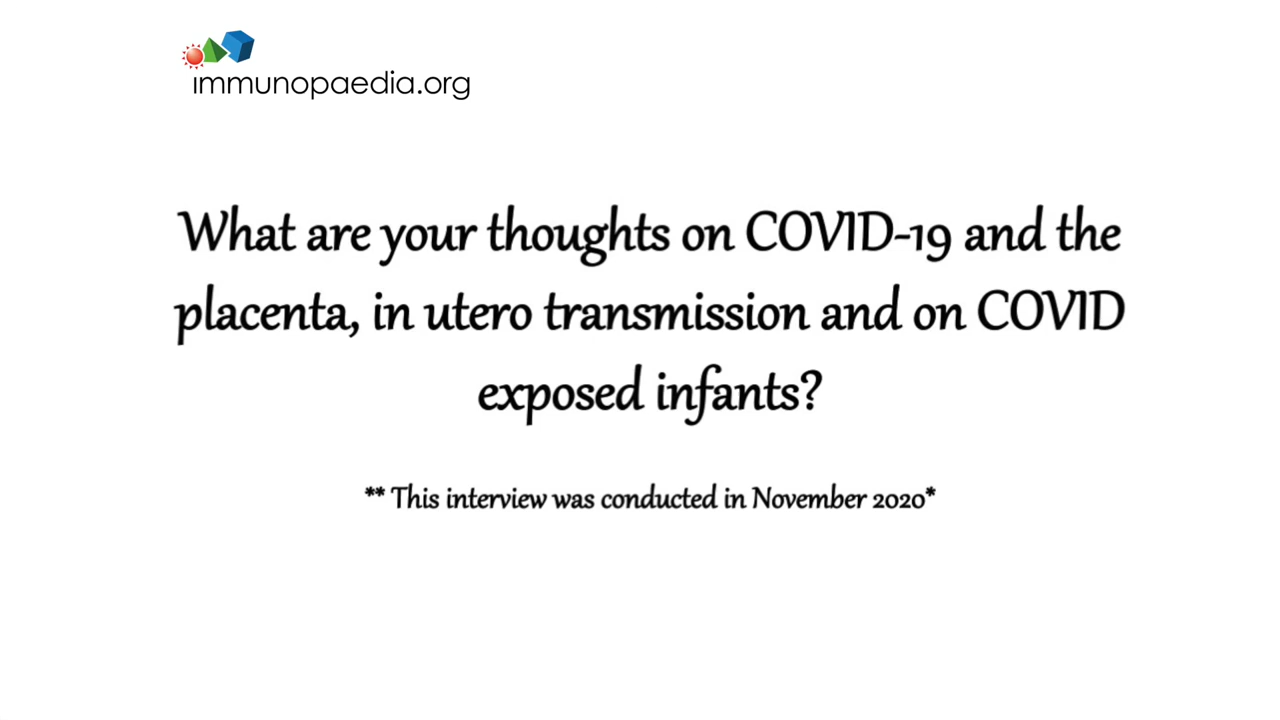 immunopaedia.org
What are your thoughts on COVID-19 and the
placenta, in utero transmission and on COVID
exposed infants?
** This interview was conducted in November 2020*